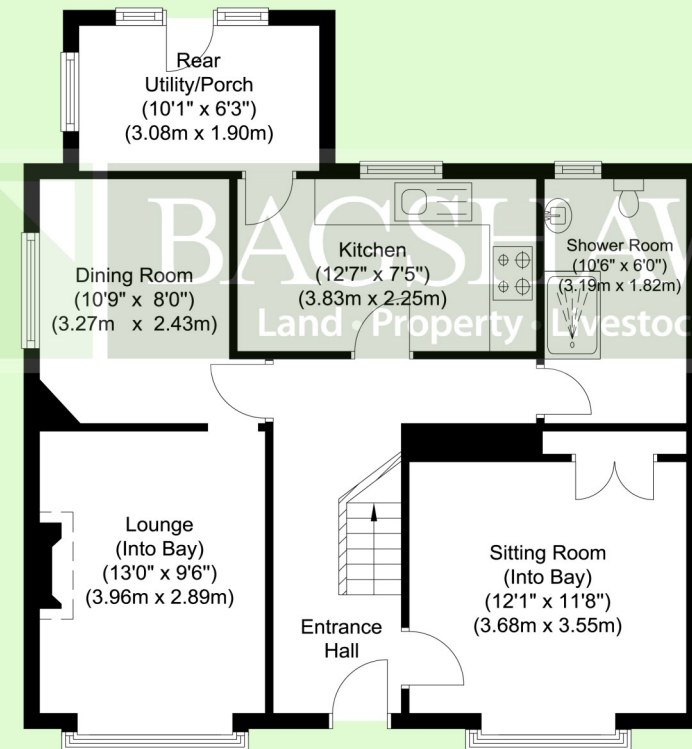 Rear
Utility/Porch
(10'1" x 6'3")
(3.08m x 1.90m)
BAGSHAW
Land · Property · Livestoc
Kitchen
(12'7" x 7'5")
(3.83m x 2.25m)
Shower Room
(10'6" x 6'0")
(3.19m x 1.82m)
Dining Room
(10'9" x 8'0")
(3.27m x 2.43m)
Lounge
(Into Bay)
(13'0" x 9'6")
(3.96m x 2.89m)
Sitting Room
(Into Bay)
(12'1" x 11'8")
(3.68m x 3.55m)
Entrance
Hall